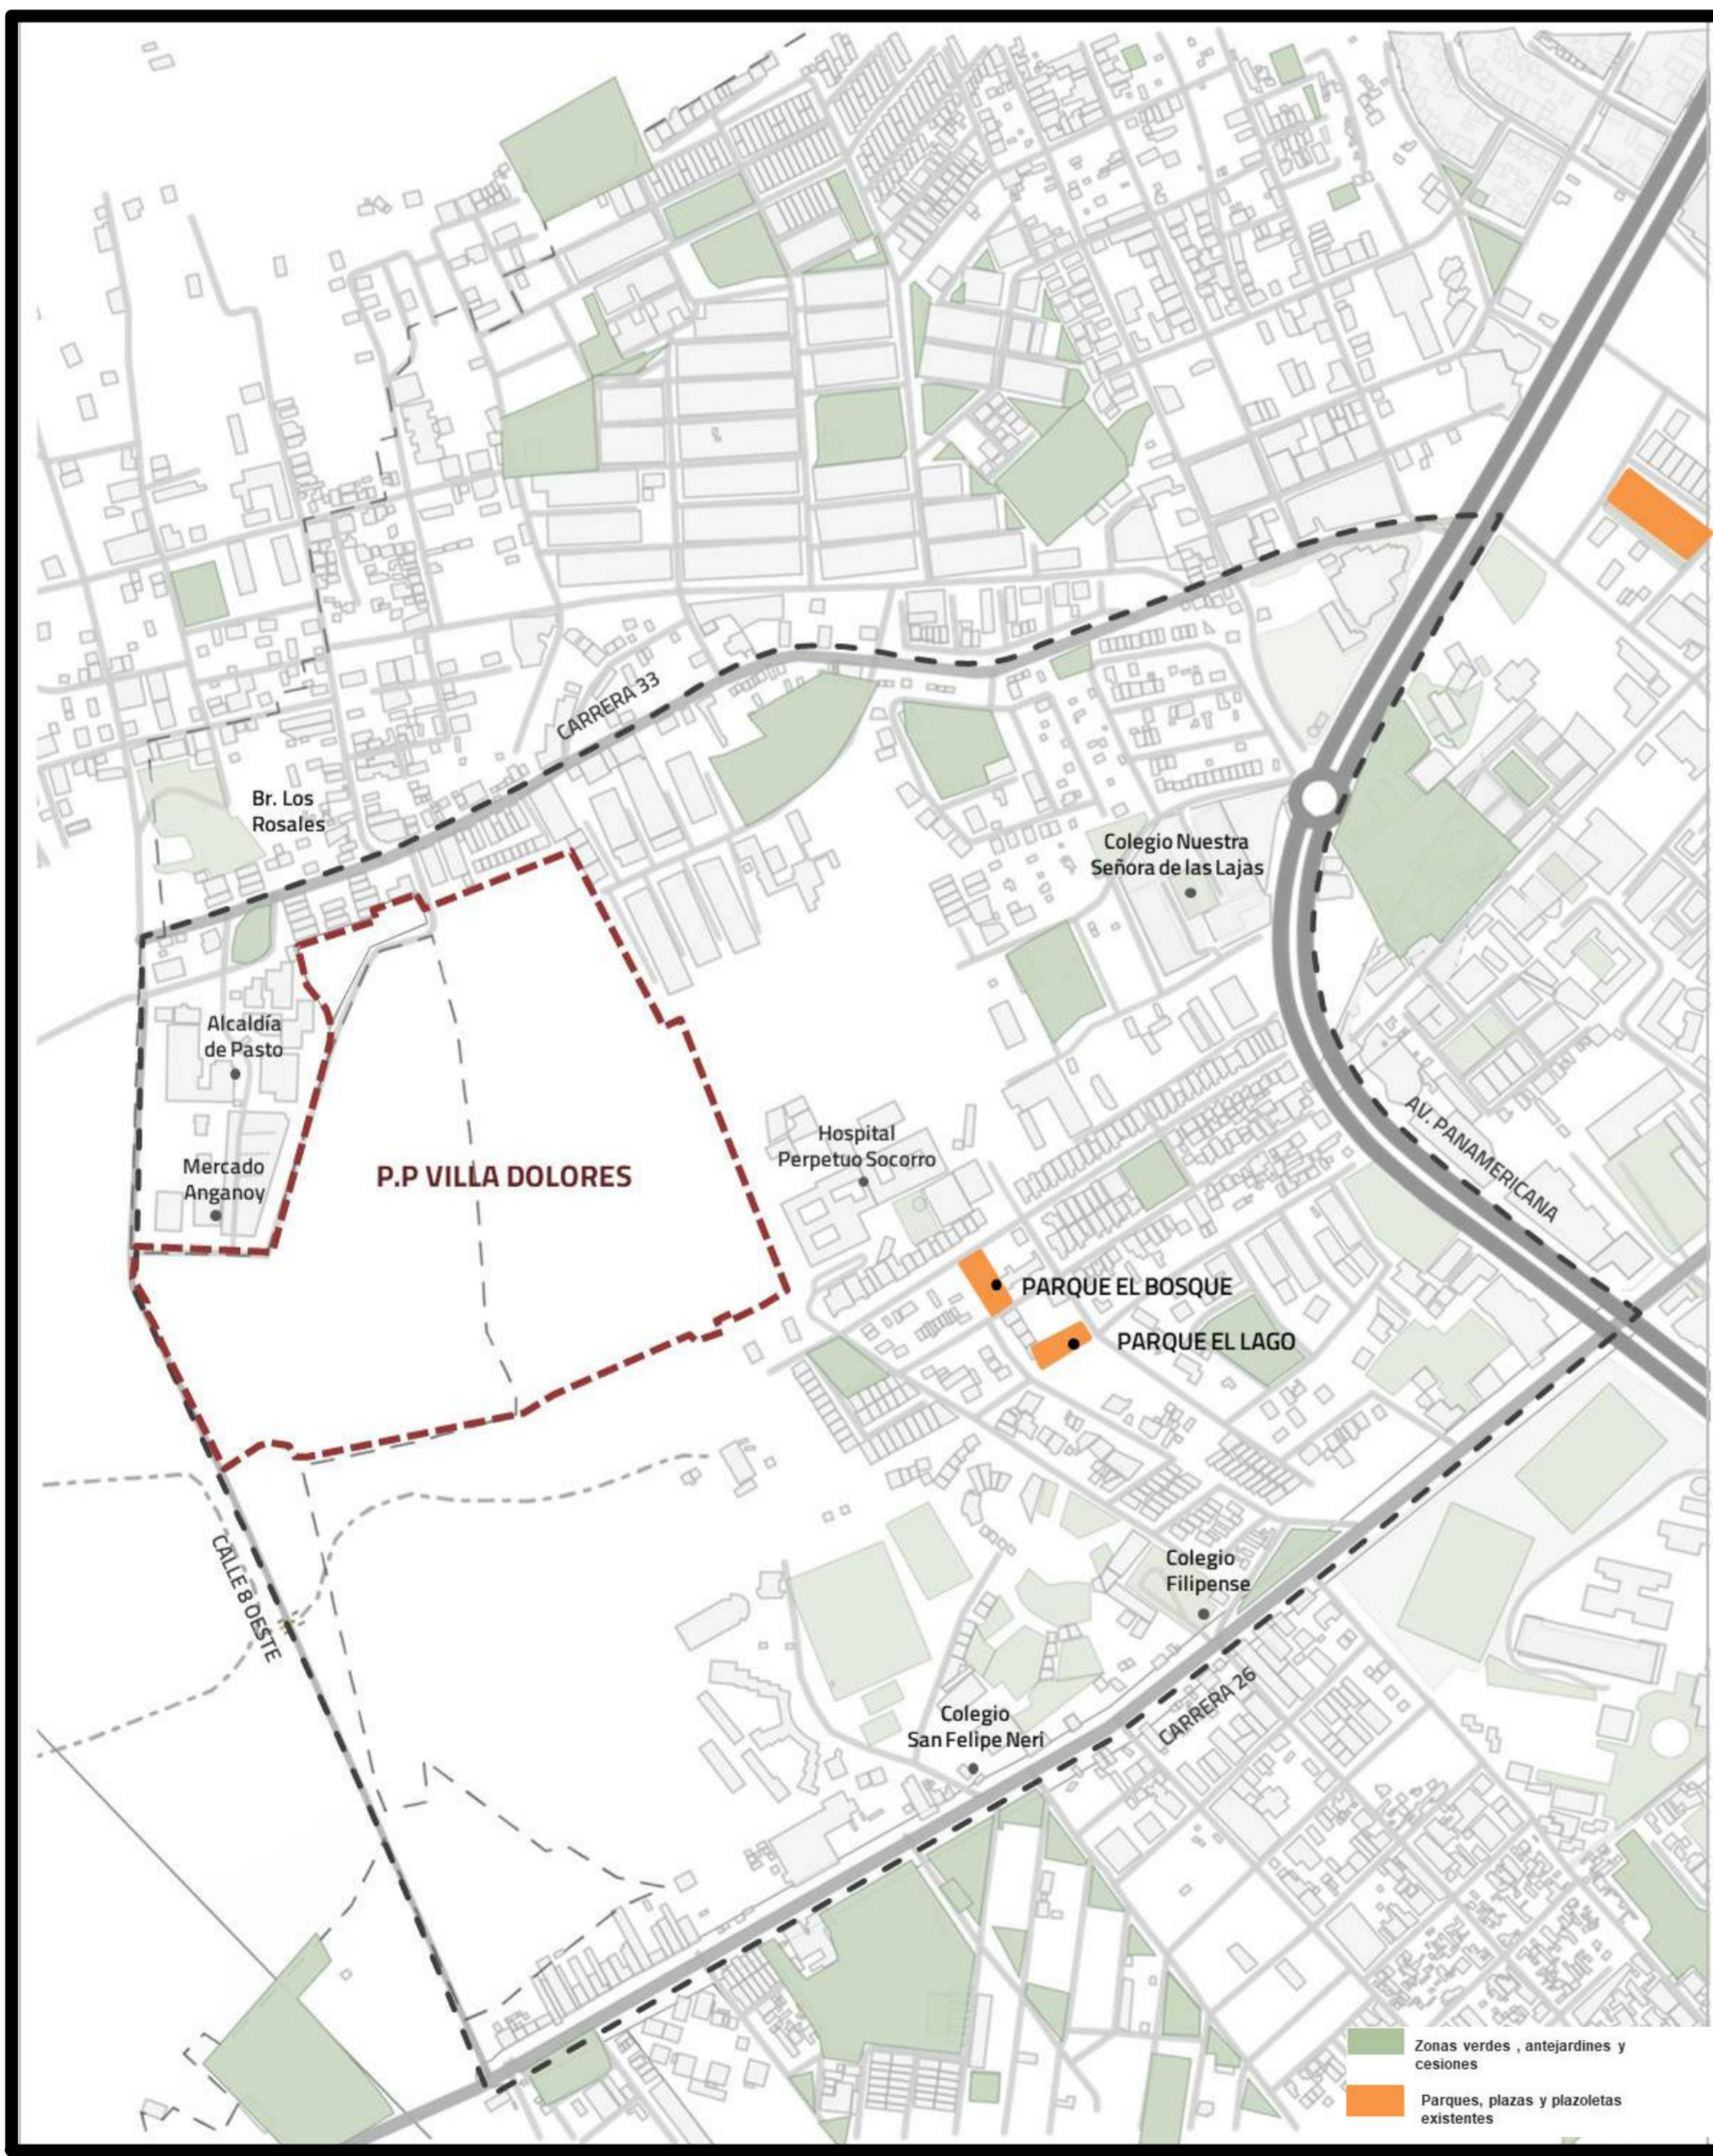 CARRERA 33
Br. Los
Rosales
Colegio Nuestra
Señora de las Lajas
Alcaldía
de Pasto
AV. PANAMERICANA
Hospital
Perpetuo Socorro
Mercado
Anganoy
P.P VILLA DOLORES
PARQUE EL BOSQUE
PARQUE EL LAGO
CALLE 8 OESTE
Colegio
Filipense
CARRERA 26
Colegio
San Felipe Neri
Zonas verdes , antejardines y
cesiones
Parques, plazas y plazoletas
existentes